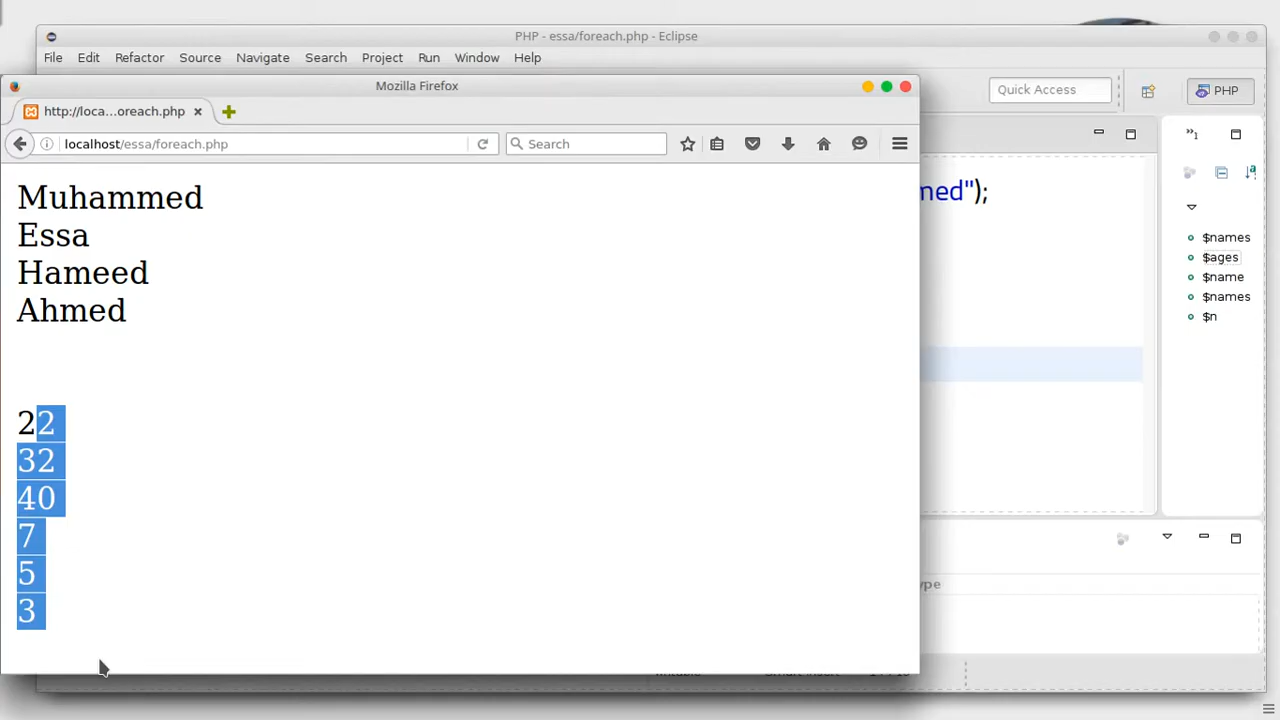 PHP - essa/foreach.php - Eclipse
File Edit Refactor Source Navigate Search Project Run Window Help
Mozilla Firefox
Quick Access
PHP
http://loca...oreach.php
localhost/essa/foreach.php
Search
Muhammed
Essa
Hameed
Ahmed
22
32
40
7
5
3
med");
»1
$names
$ages
$name
$names
$n
ype